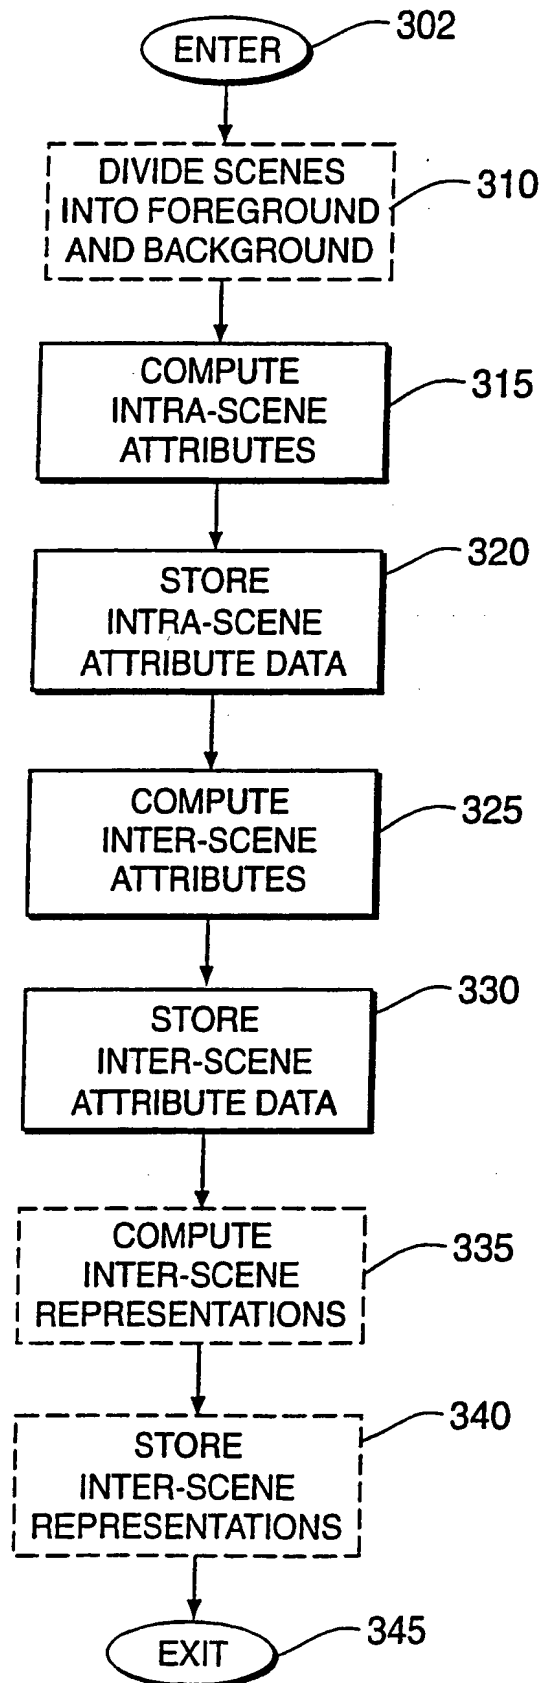 ENTER
302
DIVIDE SCENES
INTO FOREGROUND
AND BACKGROUND
310
COMPUTE
INTRA-SCENE
ATTRIBUTES
315
STORE
INTRA-SCENE
ATTRIBUTE DATA
320
COMPUTE
INTER-SCENE
ATTRIBUTES
325
STORE
INTER-SCENE
ATTRIBUTE DATA
330
COMPUTE
INTER-SCENE
REPRESENTATIONS
335
STORE
INTER-SCENE
REPRESENTATIONS
340
EXIT
345